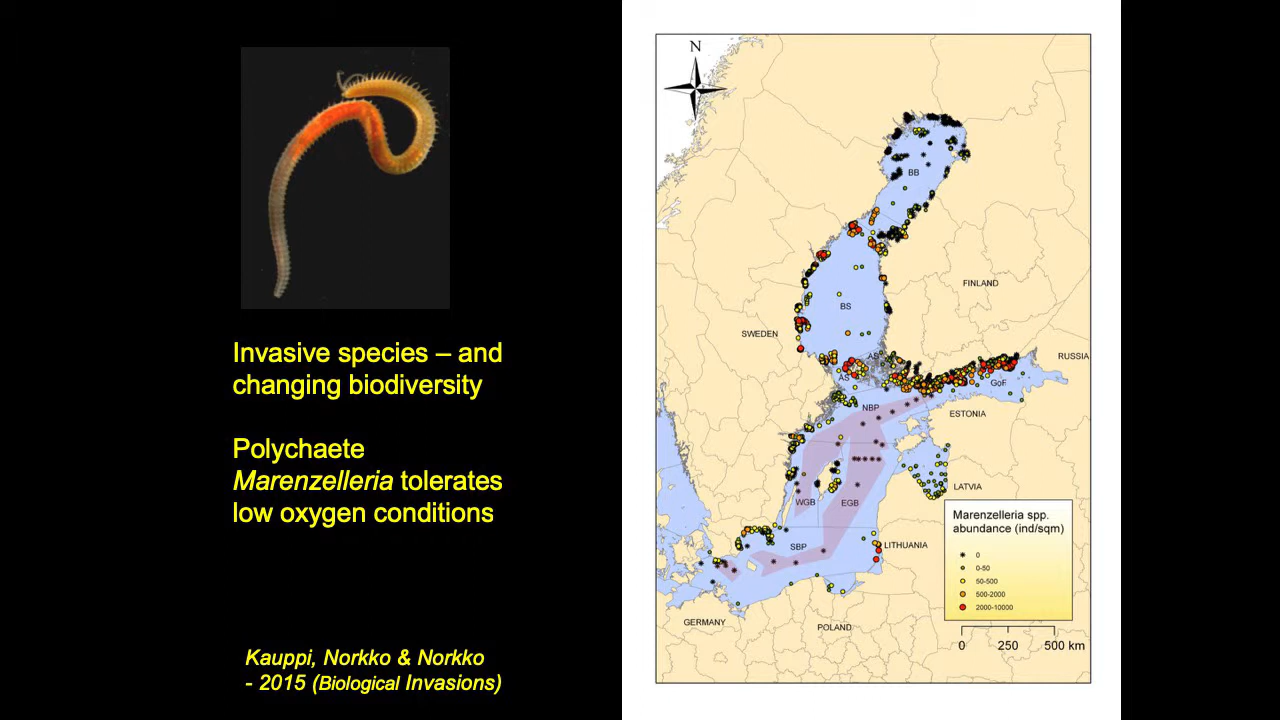 Invasive species – and
changing biodiversity
Polychaete
Marenzelleria tolerates
low oxygen conditions
Kauppi, Norkko & Norkko
- 2015 (Biological Invasions)
N
BB
FINLAND
BS
SWEDEN
AS
RUSSIA
AS
GoF
NBP
ESTONIA
LATVIA
WGB
EGB
SBP
LITHUANIA
GERMANY
POLAND
Marenzelleria spp.
abundance (ind/sqm)
0
0-50
50-500
500-2000
2000-10000
0 250 500 km